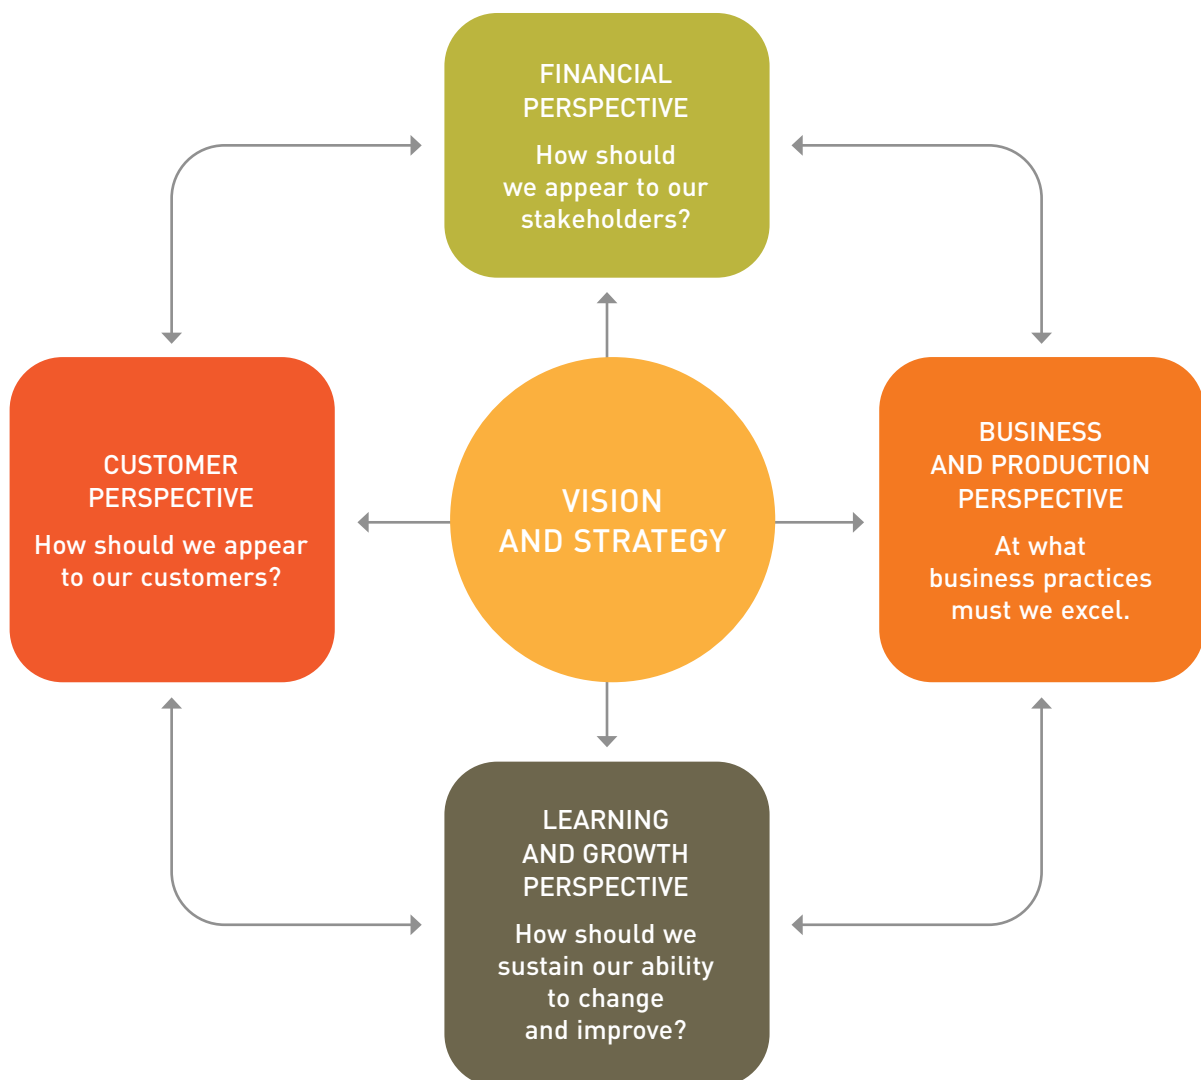 FINANCIAL
PERSPECTIVE
How should
we appear to our
stakeholders?
CUSTOMER
PERSPECTIVE
How should we appear
to our customers?
VISION
AND STRATEGY
BUSINESS
AND PRODUCTION
PERSPECTIVE
At what
business practices
must we excel.
LEARNING
AND GROWTH
PERSPECTIVE
How should we
sustain our ability
to change
and improve?